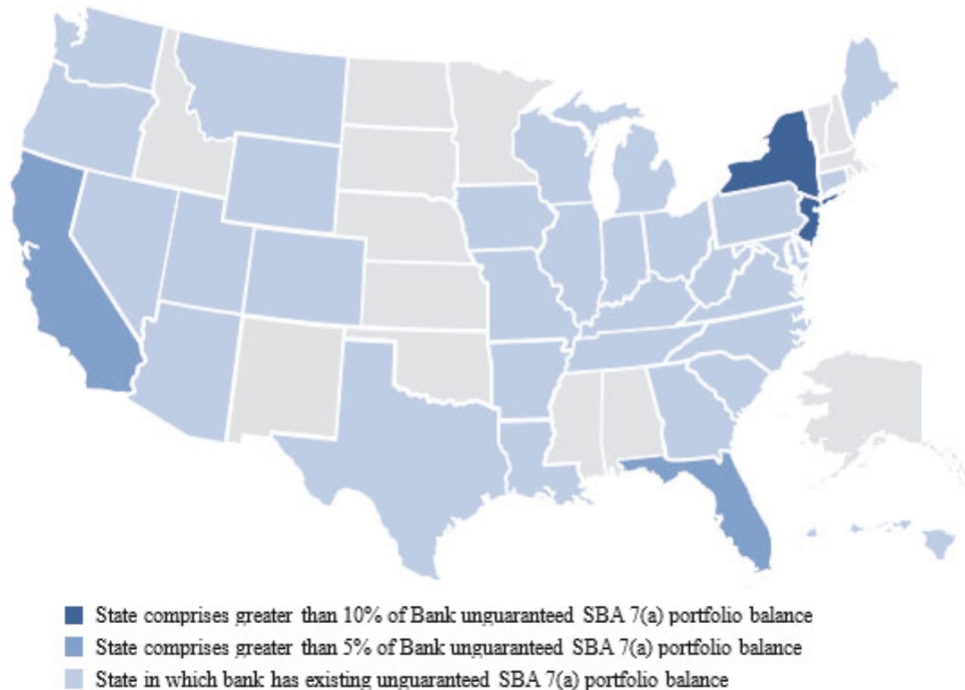 State comprises greater than 10% of Bank unguaranteed SBA 7(a) portfolio balance
State comprises greater than 5% of Bank unguaranteed SBA 7(a) portfolio balance
State in which bank has existing unguaranteed SBA 7(a) portfolio balance